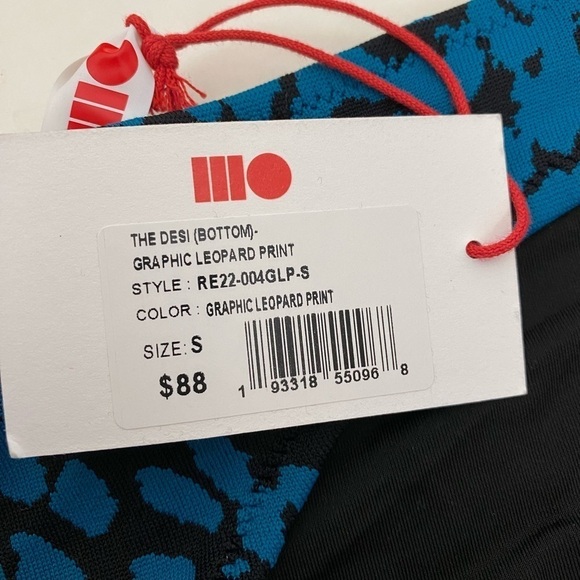 THE DESI (BOTTOM)-
GRAPHIC LEOPARD PRINT
STYLE : RE22-004GLP-S
COLOR : GRAPHIC LEOPARD PRINT
SIZE: S
$88
1 93318 55096 8